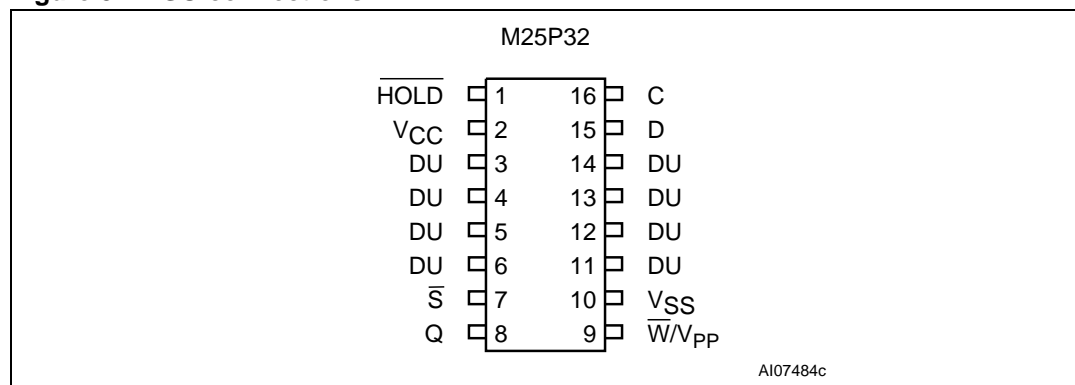 M25P32
HOLD 1 16 C
VCC 2 15 D
DU 3 14 DU
DU 4 13 DU
DU 5 12 DU
DU 6 11 DU
S 7 10 VSS
Q 8 9 W/VPP
AI07484c